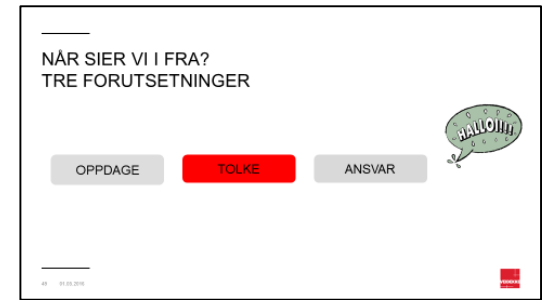 NÅR SIER VI I FRA?
TRE FORUTSETNINGER
HALLO!!!!
OPPDAGE
TOLKE
ANSVAR